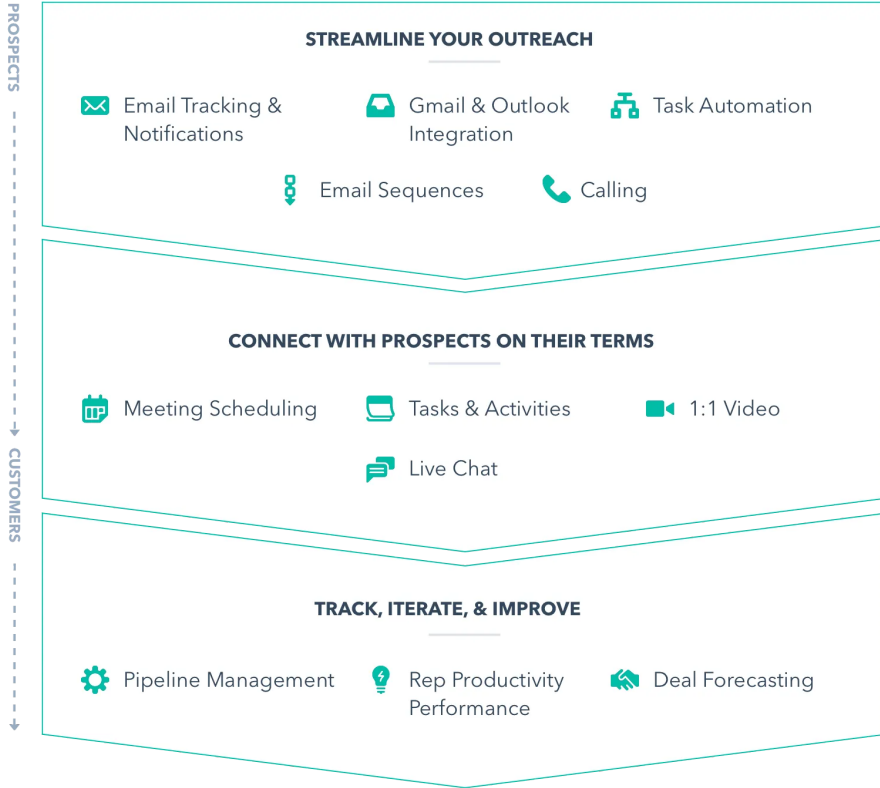 PROSPECTS
STREAMLINE YOUR OUTREACH
Email Tracking &
Notifications
Gmail & Outlook
Integration
Task Automation
Email Sequences
Calling
CONNECT WITH PROSPECTS ON THEIR TERMS
Meeting Scheduling
Tasks & Activities
1:1 Video
Live Chat
CUSTOMERS
TRACK, ITERATE, & IMPROVE
Pipeline Management
Rep Productivity
Performance
Deal Forecasting